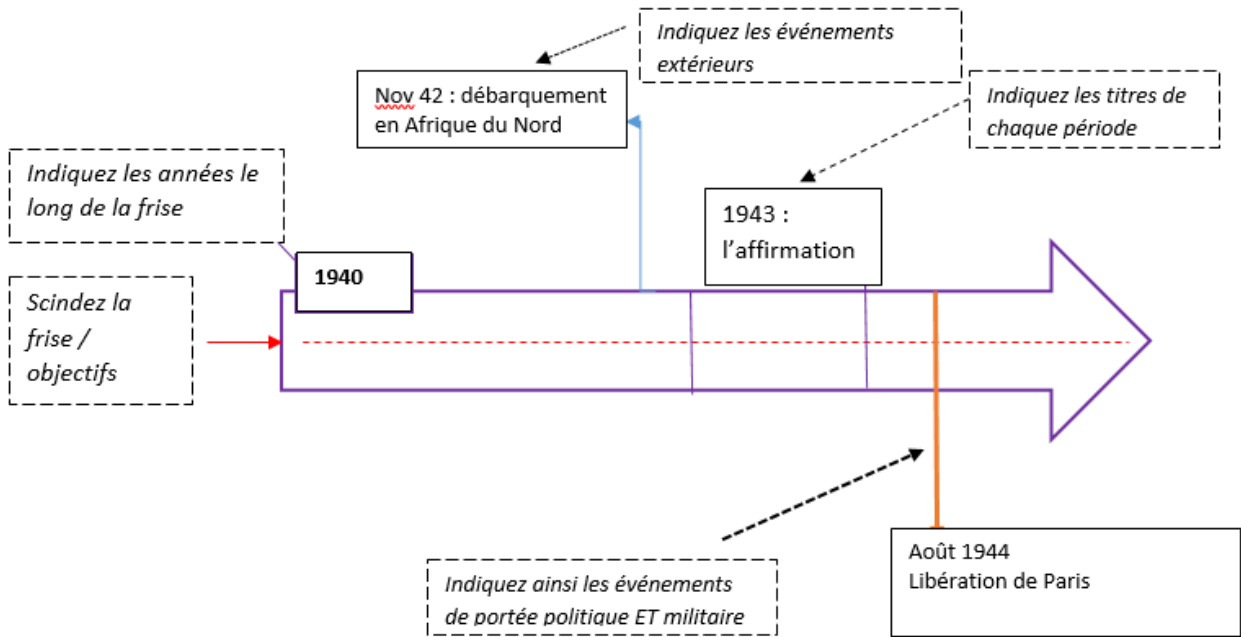 Indiquez les événements
extérieurs
Nov 42 : débarquement
en Afrique du Nord
Indiquez les titres de
chaque période
Indiquez les années le
long de la frise
1943 :
l’affirmation
1940
Scindez la
frise /
objectifs
Août 1944
Libération de Paris
Indiquez ainsi les événements
de portée politique ET militaire